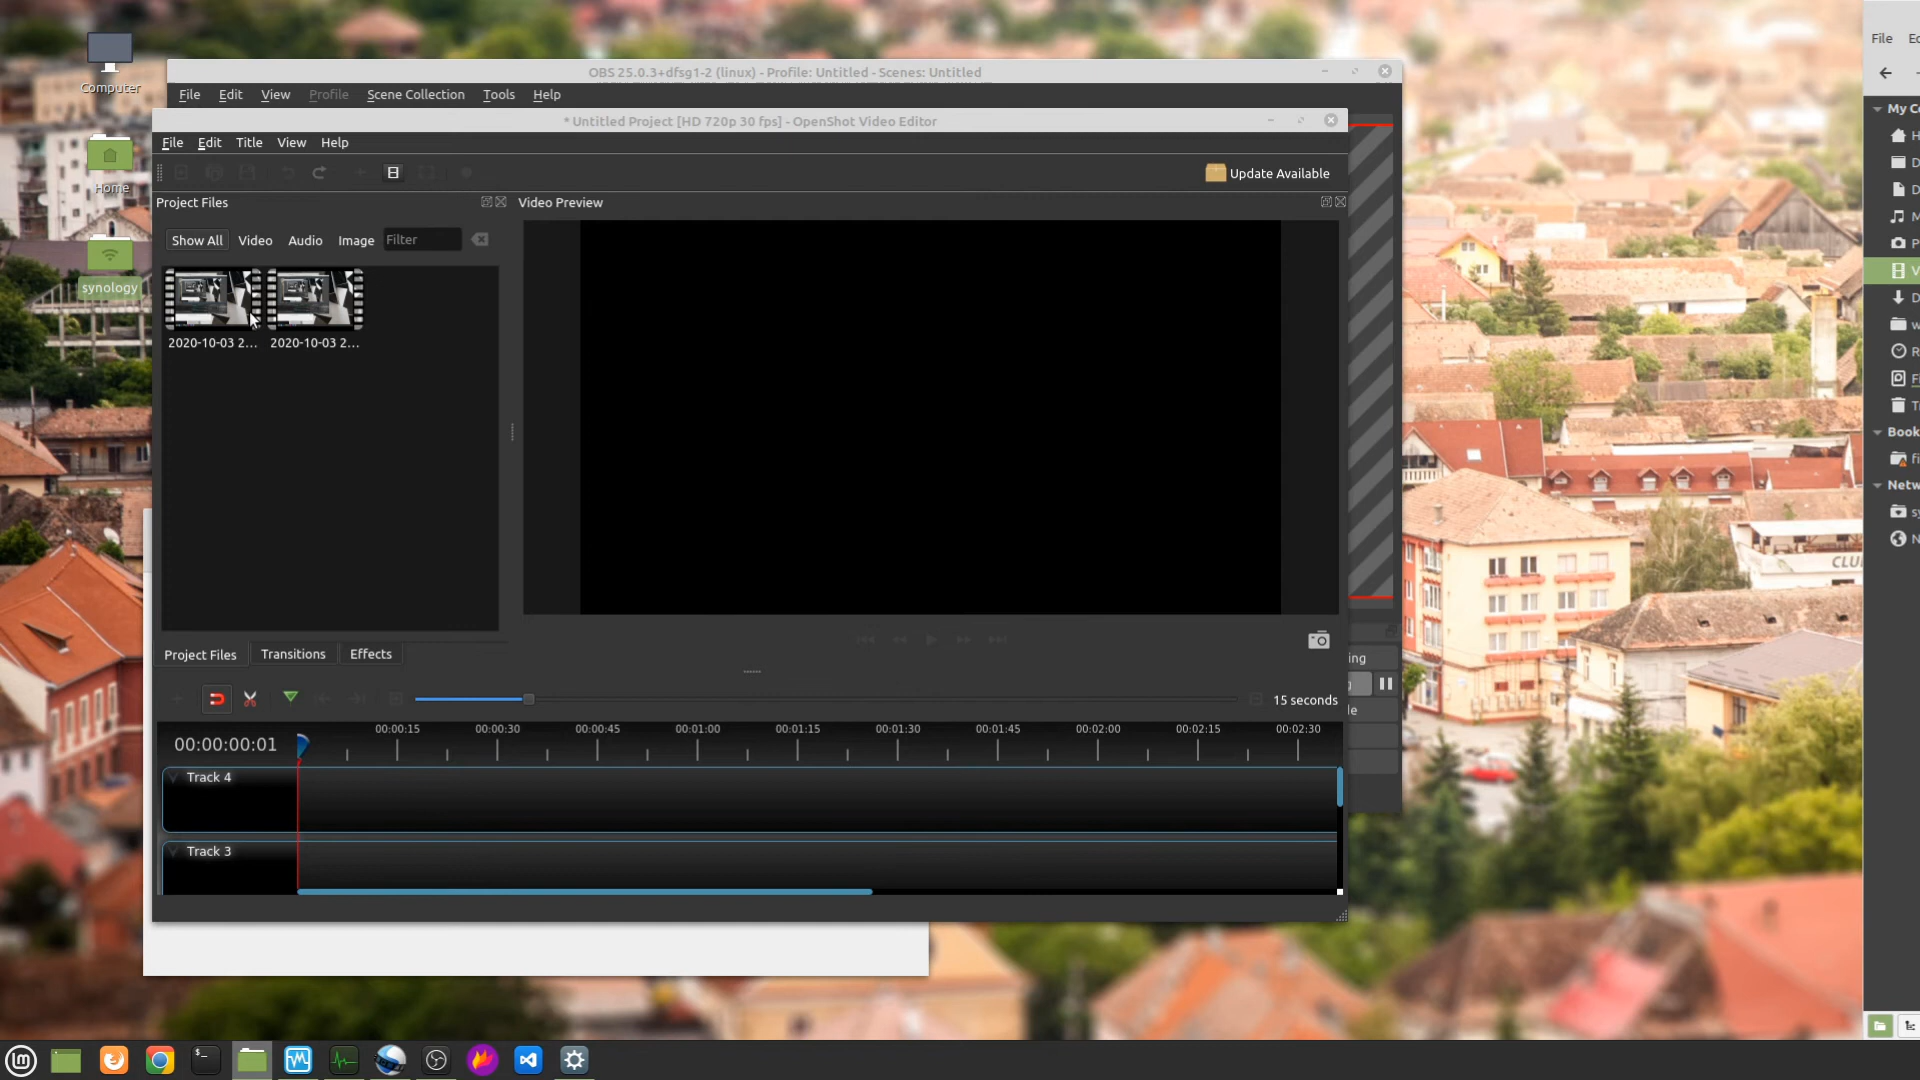 Computer
Home
synology
OBS 25.0.3+dfsg1-2 (linux) - Profile: Untitled - Scenes: Untitled
File Edit View Profile Scene Collection Tools Help
* Untitled Project [HD 720p 30 fps] - OpenShot Video Editor
File Edit Title View Help
Update Available
Project Files
Video Preview
Show All Video Audio Image Filter
2020-10-03 2... 2020-10-03 2...
Project Files Transitions Effects
15 seconds
00:00:15 00:00:30 00:00:45 00:01:00 00:01:15 00:01:30 00:01:45 00:02:00 00:02:15 00:02:30
00:00:00:01
Track 4
Track 3
ing
File
My C
Book
Netw
CLU